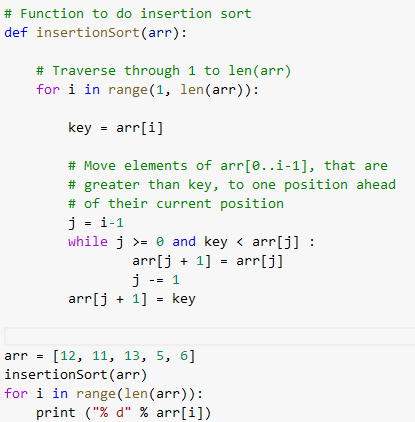 # Function to do insertion sort
def insertionSort(arr):
    # Traverse through 1 to len(arr)
    for i in range(1, len(arr)):
        key = arr[i]
        # Move elements of arr[0..i-1], that are
        # greater than key, to one position ahead
        # of their current position
        j = i-1
        while j >= 0 and key < arr[j] :
                arr[j + 1] = arr[j]
                j -= 1
        arr[j + 1] = key
arr = [12, 11, 13, 5, 6]
insertionSort(arr)
for i in range(len(arr)):
    print ("% d" % arr[i])